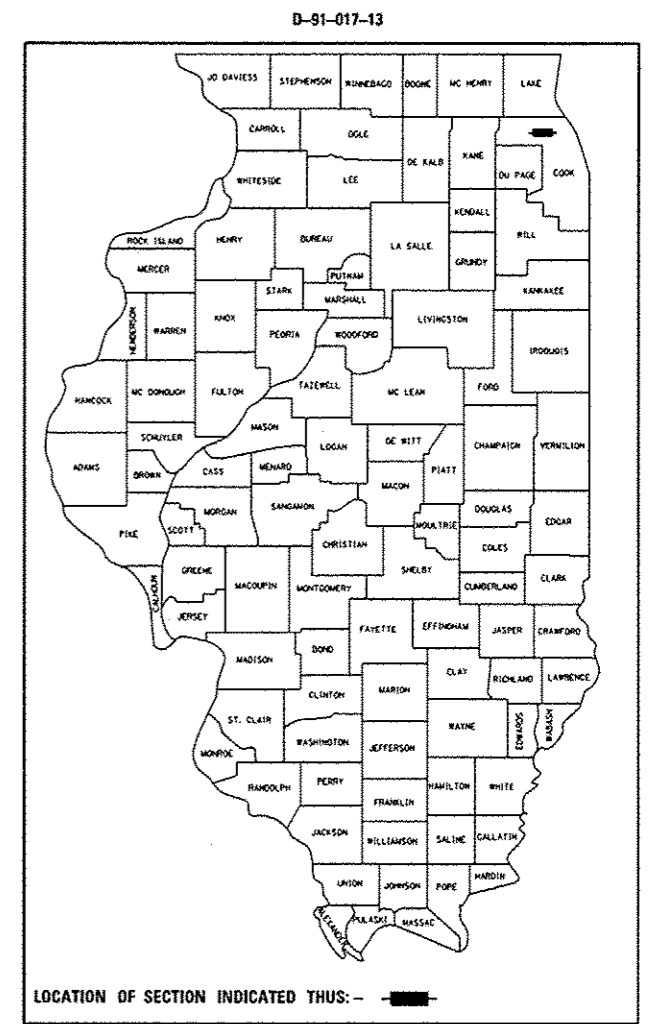 D-91-017-13
JO DAVIESS STEPHENSON WINNEBAGO BOONE MC HENRY LAKE
CARROLL OGLE DE KALB KANE COOK
DU PAGE
WHITESIDE LEE
KENDALL
ROCK ISLAND HENRY BUREAU LA SALLE WILL
GRUNDY
MERCER PUTNAM
STARK MARSHALL KANKAKEE
HENDERSON WARREN KNOX PEORIA WOODFORD LIVINGSTON
IROQUOIS
HANCOCK MC DONOUGH FULTON TAZEWELL MC LEAN FORD
MASON
SCHUYLER LOGAN DE WITT CHAMPAIGN VERMILION
ADAMS BROWN CASS MENARD PIATT
MACON
PIKE SCOTT MORGAN SANGAMON DOUGLAS EDGAR
MOULTRIE
CHRISTIAN COLES
CALHOUN GREENE MACOUPIN MONTGOMERY SHELBY CUMBERLAND CLARK
JERSEY
FAYETTE EFFINGHAM JASPER CRAWFORD
MADISON BOND
CLAY RICHLAND LAWRENCE
CLINTON MARION
ST. CLAIR WAYNE EDWARDS WABASH
WASHINGTON JEFFERSON
MONROE
RANDOLPH PERRY HAMILTON WHITE
FRANKLIN
JACKSON WILLIAMSON SALINE GALLATIN
UNION JOHNSON POPE HARDIN
ALEXANDER PULASKI MASSAC
LOCATION OF SECTION INDICATED THUS: –